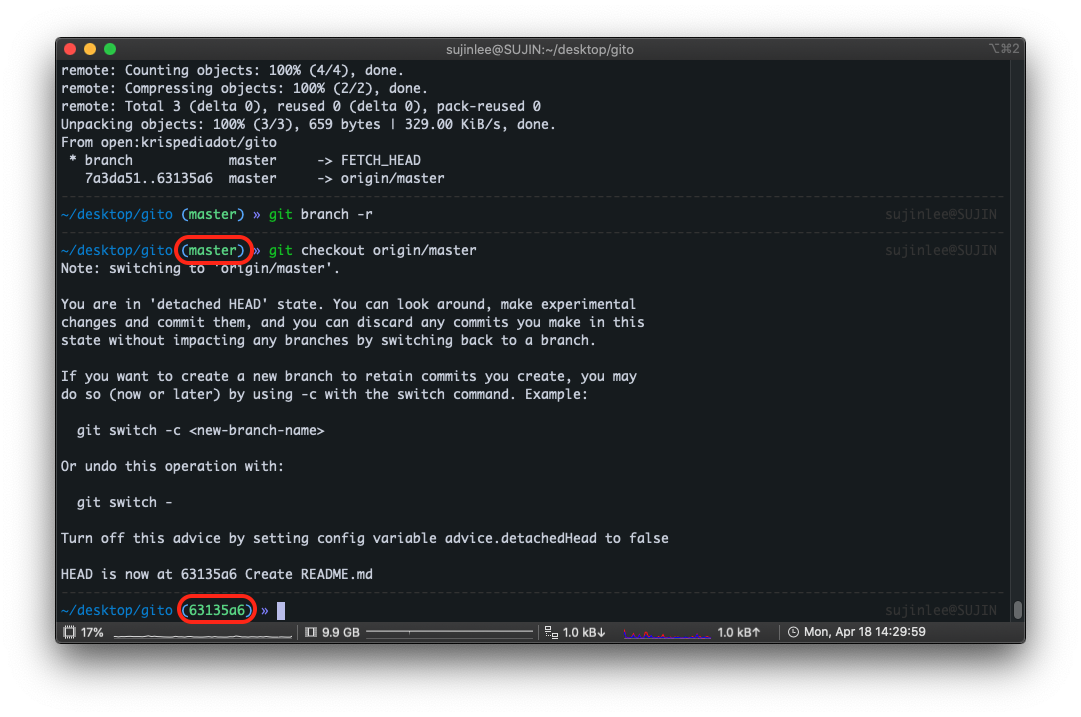 sujinlee@SUJIN:~/desktop/gito ⌥⌘2
remote: Counting objects: 100% (4/4), done.
remote: Compressing objects: 100% (2/2), done.
remote: Total 3 (delta 0), reused 0 (delta 0), pack-reused 0
Unpacking objects: 100% (3/3), 659 bytes | 329.00 KiB/s, done.
From open:krispediadot/gito
 * branch            master     -> FETCH_HEAD
   7a3da51..63135a6  master     -> origin/master
~/desktop/gito (master) » git branch -r sujinlee@SUJIN
~/desktop/gito (master) » git checkout origin/master sujinlee@SUJIN
Note: switching to 'origin/master'.
You are in 'detached HEAD' state. You can look around, make experimental
changes and commit them, and you can discard any commits you make in this
state without impacting any branches by switching back to a branch.
If you want to create a new branch to retain commits you create, you may
do so (now or later) by using -c with the switch command. Example:
  git switch -c <new-branch-name>
Or undo this operation with:
  git switch -
Turn off this advice by setting config variable advice.detachedHead to false
HEAD is now at 63135a6 Create README.md
~/desktop/gito (63135a6) » sujinlee@SUJIN
17% 9.9 GB 1.0 kB↓ 1.0 kB↑ Mon, Apr 18 14:29:59